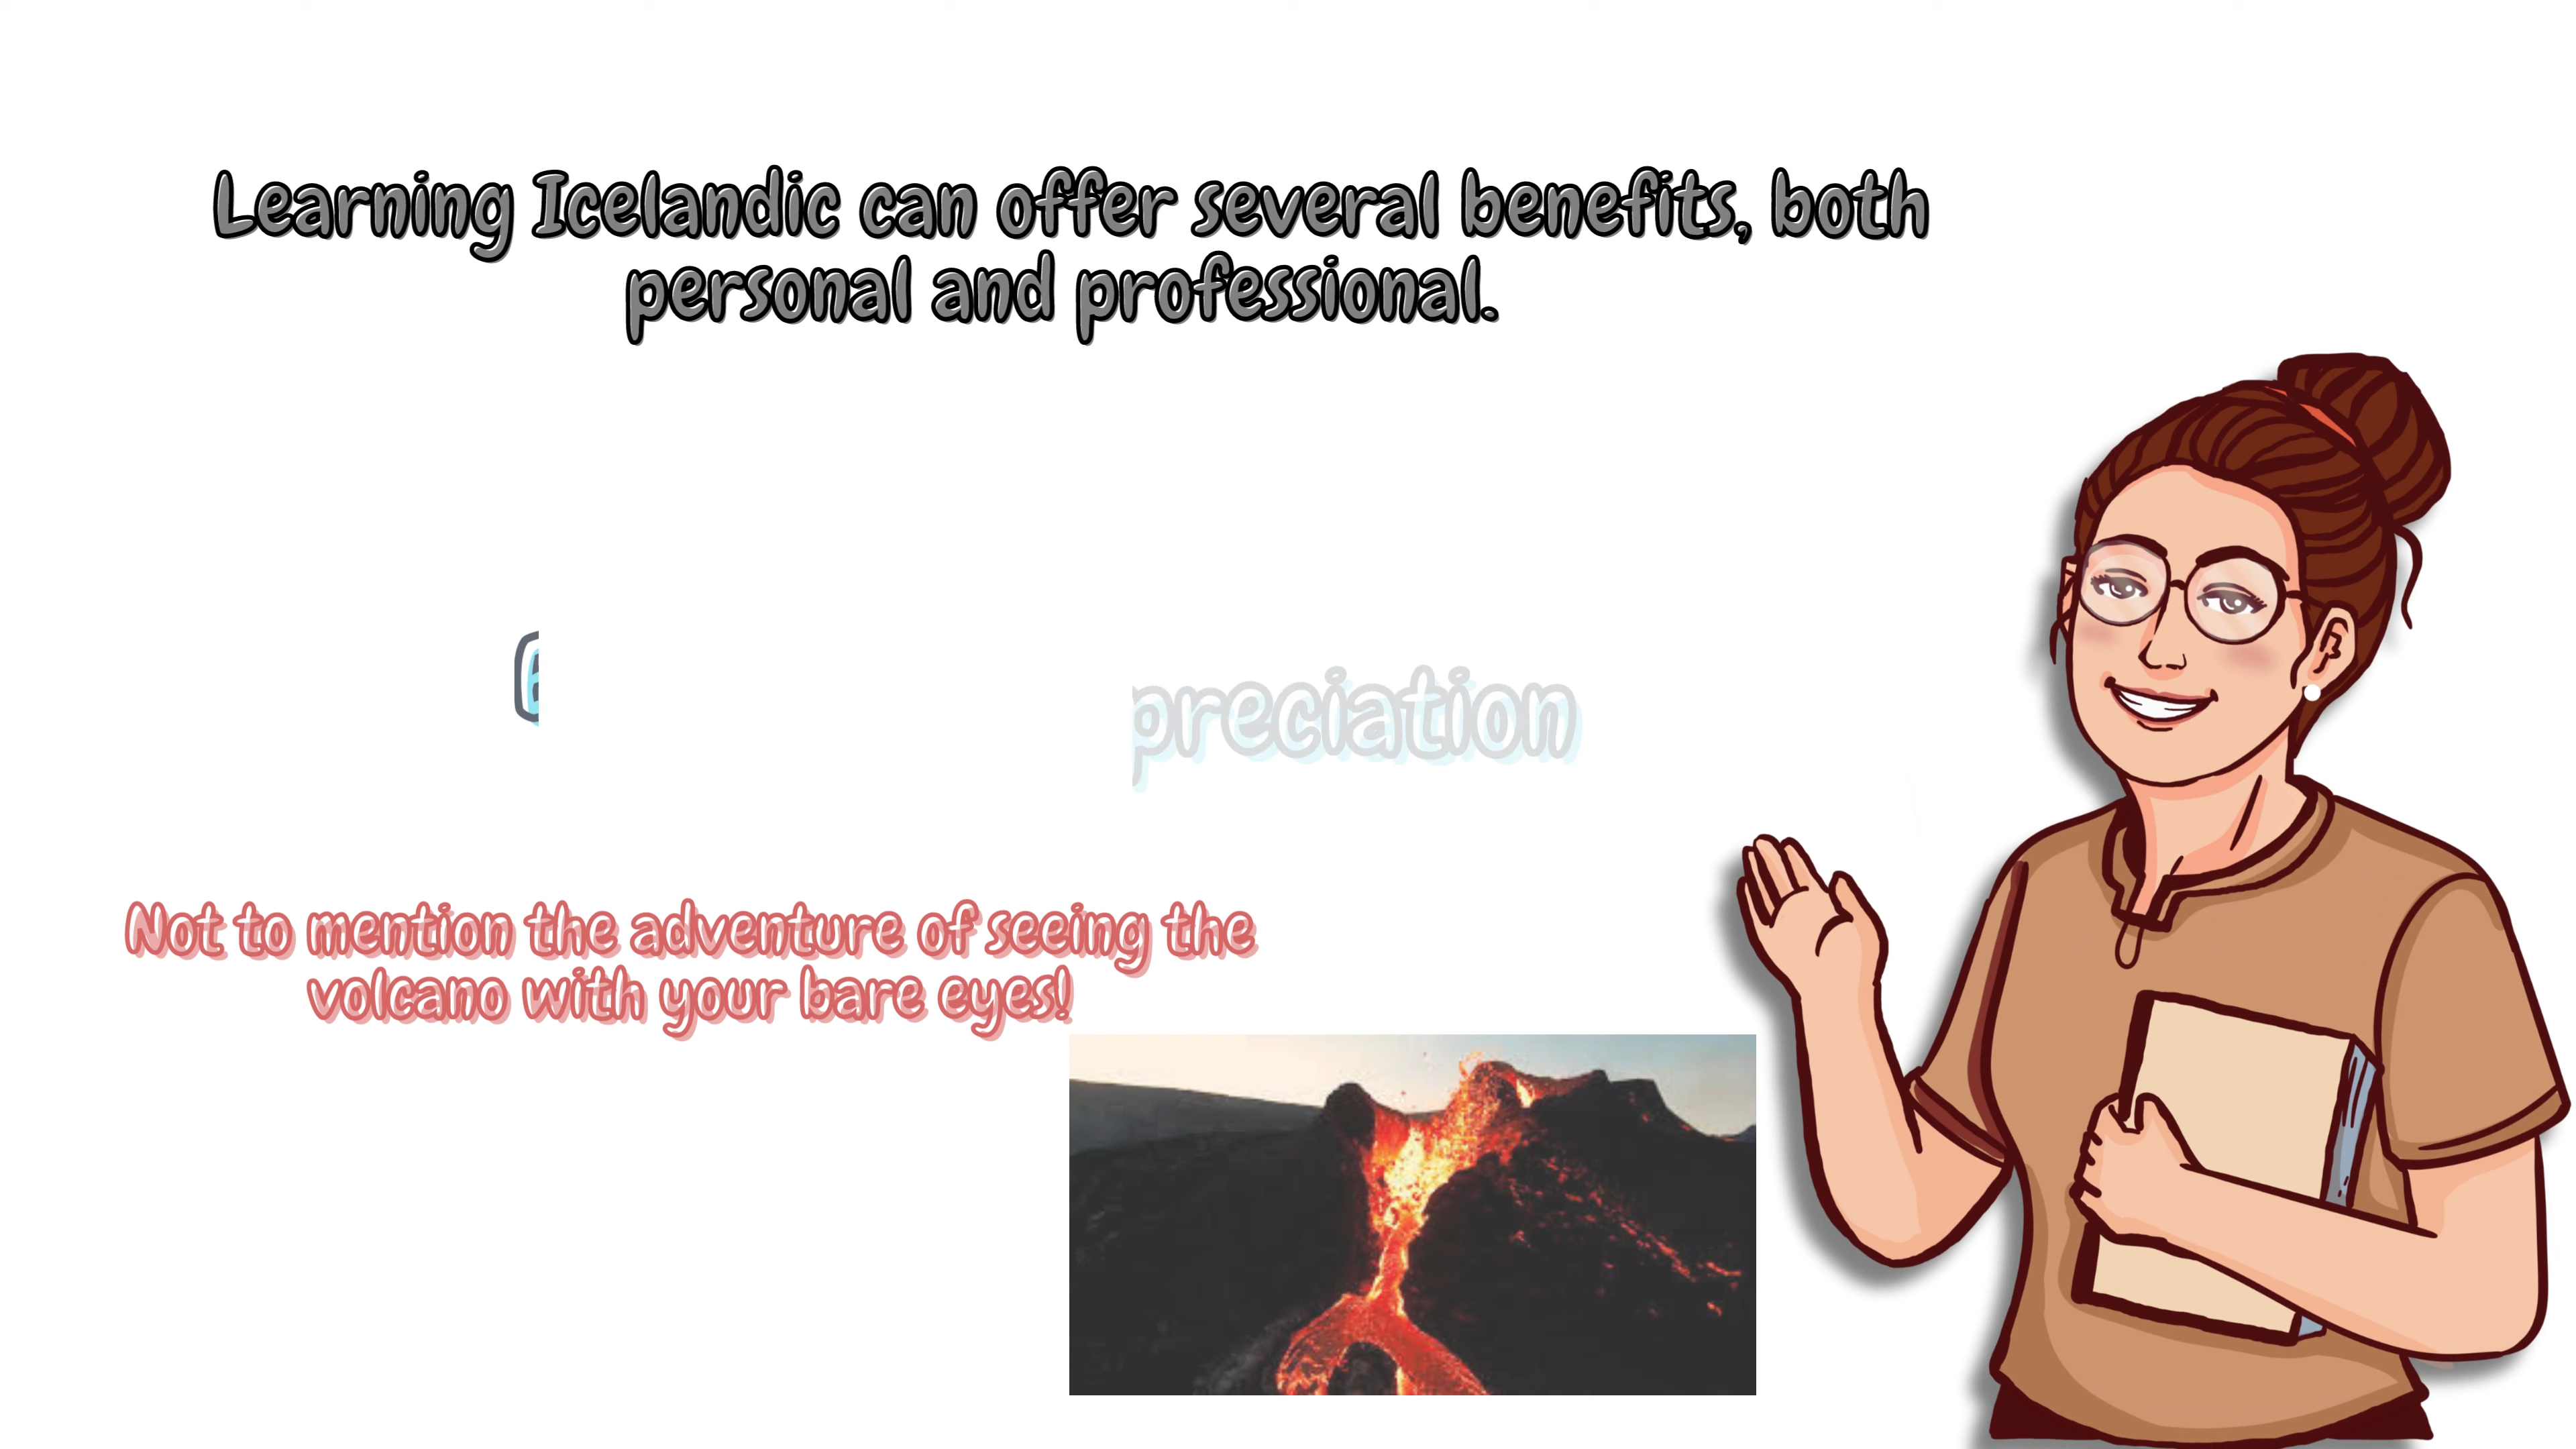 Learning Icelandic can offer several benefits, both
personal and professional.
preciation
Not to mention the adventure of seeing the
volcano with your bare eyes!